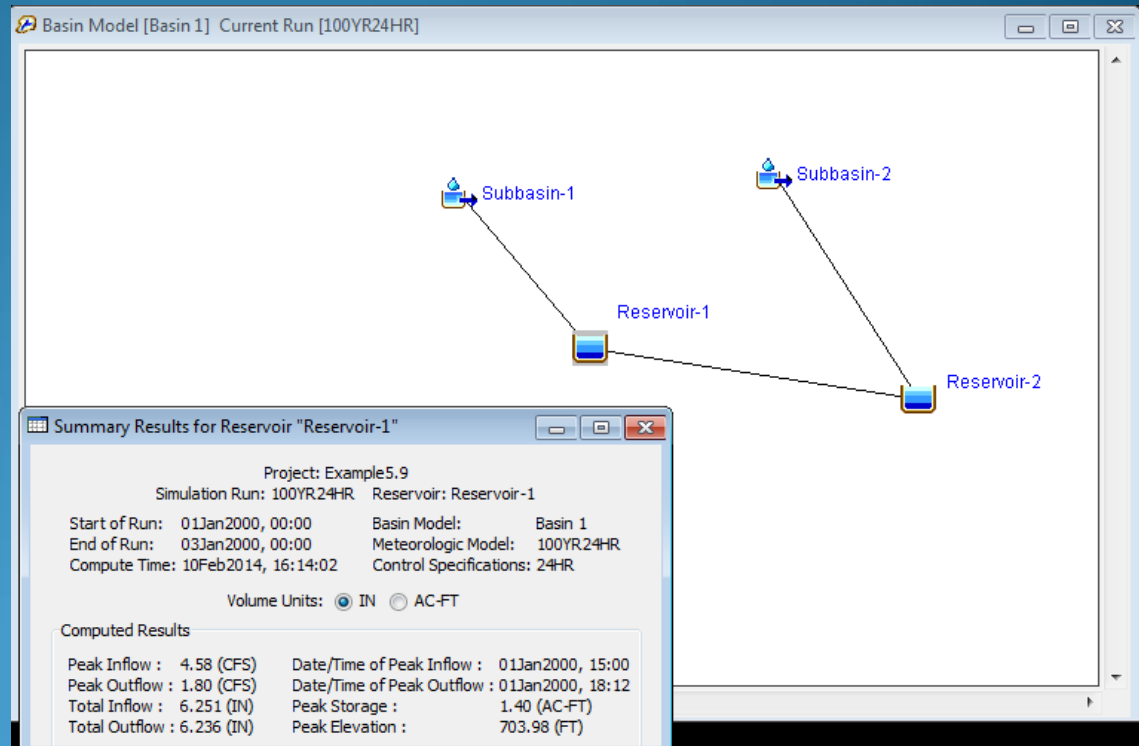 Basin Model [Basin 1] Current Run [100YR24HR]
Subbasin-2
Subbasin-1
Reservoir-1
Reservoir-2
Summary Results for Reservoir "Reservoir-1"
Project: Example5.9
Simulation Run: 100YR24HR Reservoir: Reservoir-1
Start of Run: 01Jan2000, 00:00 Basin Model: Basin 1
End of Run: 03Jan2000, 00:00 Meteorologic Model: 100YR24HR
Compute Time: 10Feb2014, 16:14:02 Control Specifications: 24HR
Volume Units: IN AC-FT
Computed Results
Peak Inflow : 4.58 (CFS) Date/Time of Peak Inflow : 01Jan2000, 15:00
Peak Outflow : 1.80 (CFS) Date/Time of Peak Outflow : 01Jan2000, 18:12
Total Inflow : 6.251 (IN) Peak Storage : 1.40 (AC-FT)
Total Outflow : 6.236 (IN) Peak Elevation : 703.98 (FT)